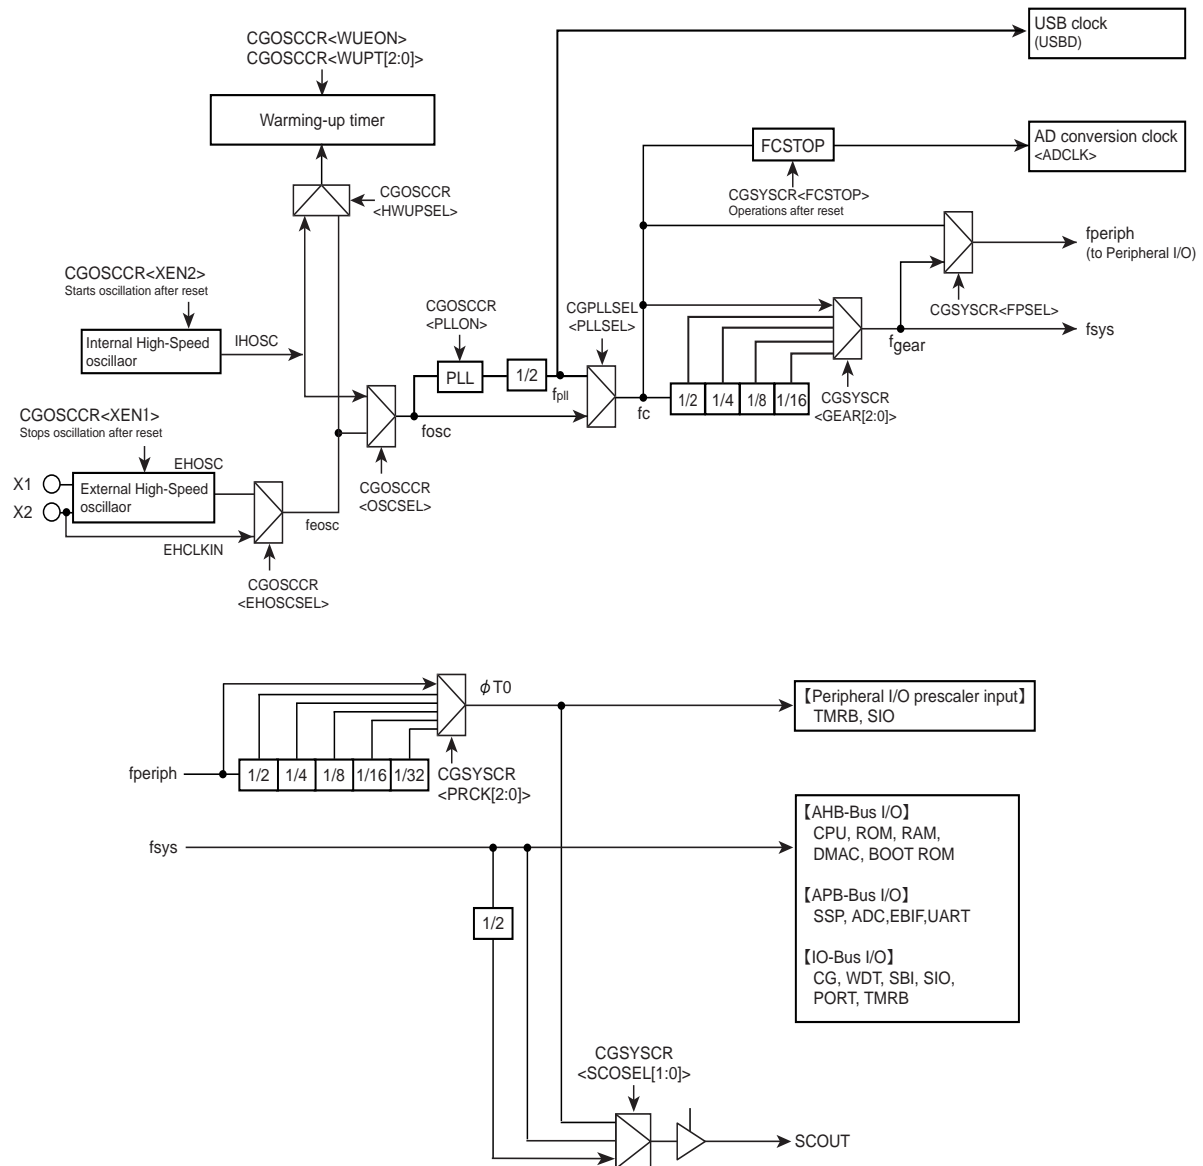 CGOSCCR<WUEON>
CGOSCCR<WUPT[2:0]>
Warming-up timer
CGOSCCR
<HWUPSEL>
USB clock
(USBD)
AD conversion clock
<ADCLK>
FCSTOP
CGSYSCR<FCSTOP>
Operations after reset
fperiph
(to Peripheral I/O)
CGSYSCR<FPSEL>
fsys
fgear
CGOSCCR<XEN2>
Starts oscillation after reset
Internal High-Speed
oscillaor
IHOSC
CGOSCCR
<PLLON>
PLL
1/2
fpll
CGPLLSEL
<PLLSEL>
fc
1/2
1/4
1/8
1/16
CGSYSCR
<GEAR[2:0]>
CGOSCCR<XEN1>
Stops oscillation after reset
EHOSC
X1
X2
External High-Speed
oscillaor
EHCLKIN
fosc
CGOSCCR
<OSCSEL>
feosc
CGOSCCR
<EHOSCSEL>
ϕT0
【Peripheral I/O prescaler input】
TMRB, SIO
fperiph
1/2
1/4
1/8
1/16
1/32
CGSYSCR
<PRCK[2:0]>
fsys
【AHB-Bus I/O】
CPU, ROM, RAM,
DMAC, BOOT ROM
【APB-Bus I/O】
SSP, ADC,EBIF,UART
【IO-Bus I/O】
CG, WDT, SBI, SIO,
PORT, TMRB
1/2
CGSYSCR
<SCOSEL[1:0]>
SCOUT